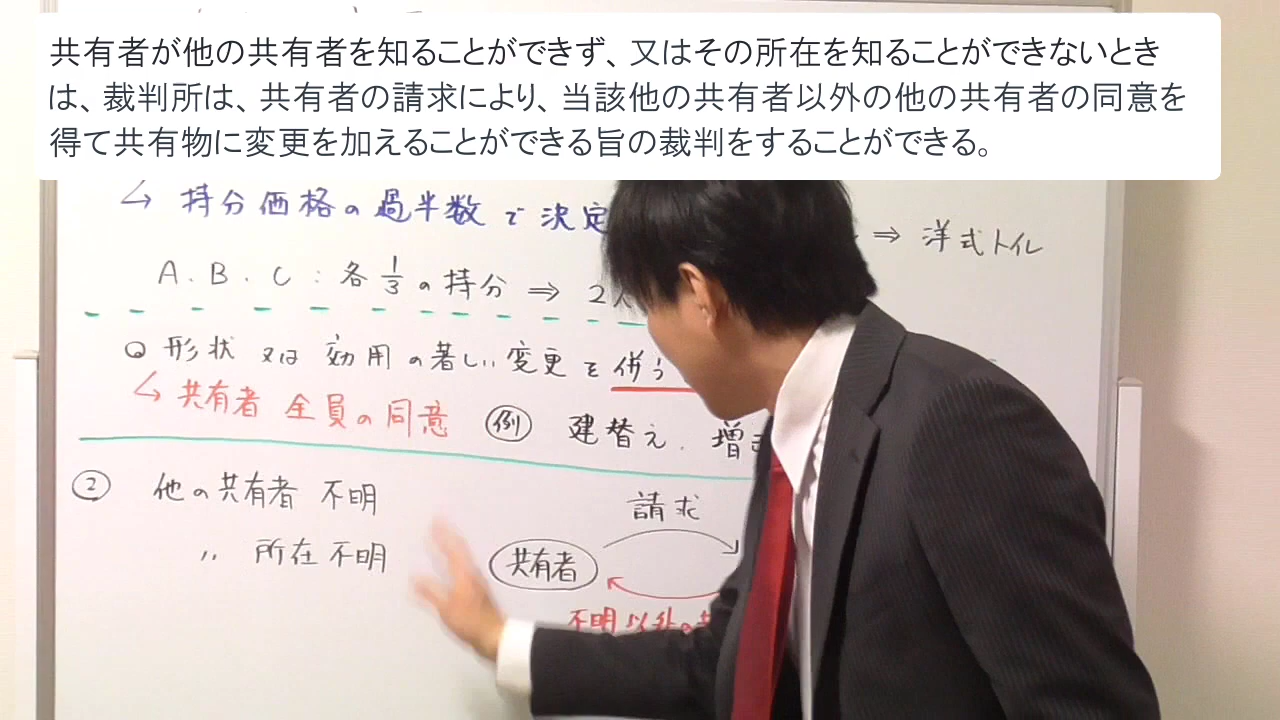 共有者が他の共有者を知ることができず、又はその所在を知ることができないとき
は、裁判所は、共有者の請求により、当該他の共有者以外の他の共有者の同意を
得て共有物に変更を加えることができる旨の裁判をすることができる。
↳ 持分価格の過半数で決定
⇒ 洋式トイレ
A.B.C:各1/3の持分 ⇒ 2人
○ 形状 又は 効用の著しい変更を併う
↳ 共有者 全員の同意 例 建替え.増
② 他の共有者 不明
〃 所在不明
請求
共有者
不明以外の